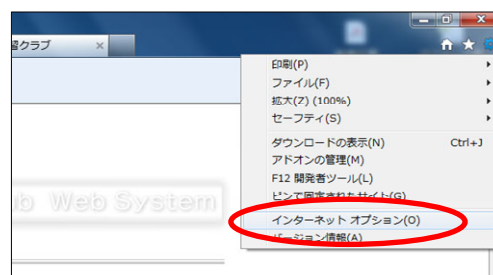 クラブ ×
印刷(P)
ファイル(F)
拡大(Z) (100%)
セーフティ(S)
ダウンロードの表示(N) Ctrl+J
アドオンの管理(M)
F12 開発者ツール(L)
ピンで固定されたサイト(G)
ub Web System
インターネット オプション(O)
バージョン情報(A)